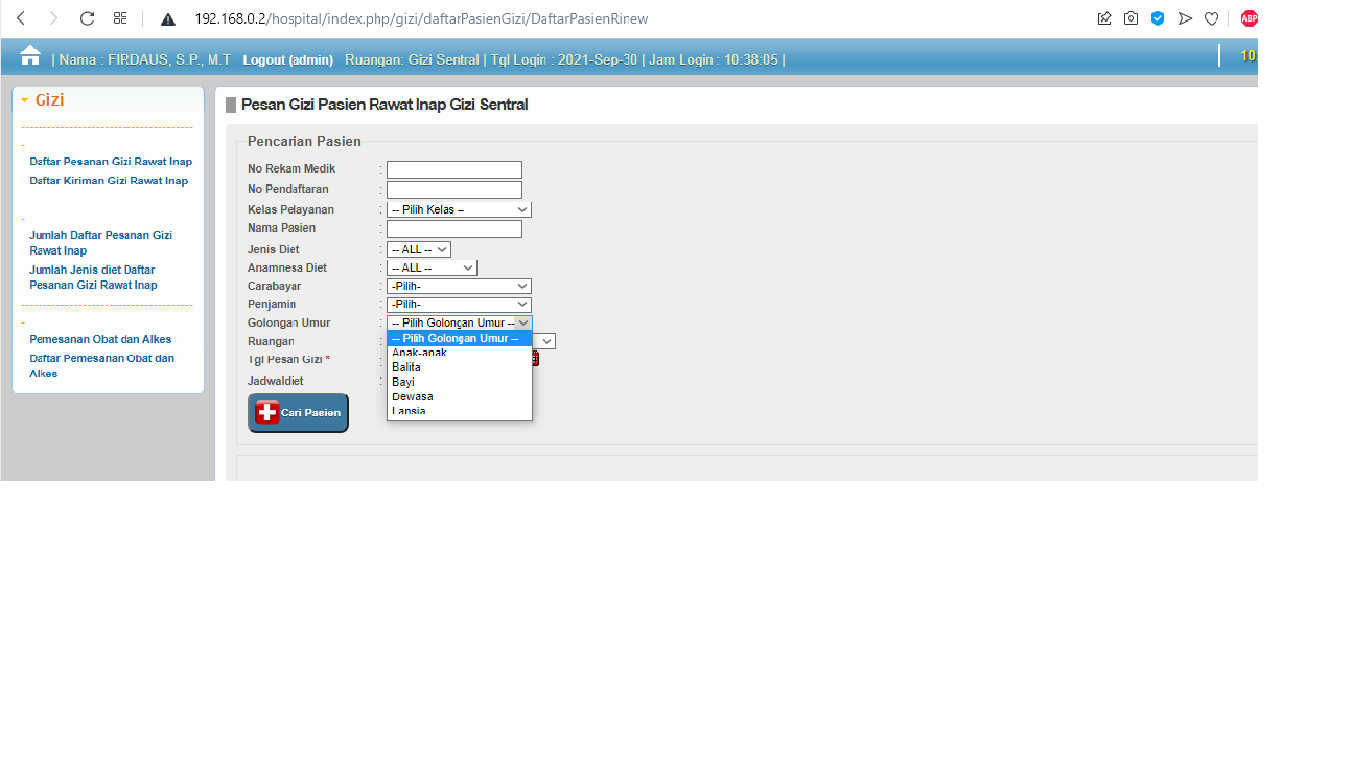 192.168.0.2/hospital/index.php/gizi/daftarPasienGizi/DaftarPasienRinew
ABP
| Nama : FIRDAUS, S.P., M.T Logout (admin) Ruangan: Gizi Sentral | Tgl Login : 2021-Sep-30 | Jam Login : 10:38:05 |
10:
Gizi
-
Daftar Pesanan Gizi Rawat Inap
Daftar Kiriman Gizi Rawat Inap
-
Jumlah Daftar Pesanan Gizi
Rawat Inap
Jumlah Jenis diet Daftar
Pesanan Gizi Rawat Inap
-
Pemesanan Obat dan Alkes
Daftar Pemesanan Obat dan
Alkes
Pesan Gizi Pasien Rawat Inap Gizi Sentral
Pencarian Pasien
No Rekam Medik :
No Pendaftaran :
Kelas Pelayanan : -- Pilih Kelas --
Nama Pasien :
Jenis Diet : -- ALL --
Anamnesa Diet : -- ALL --
Carabayar : -Pilih-
Penjamin : -Pilih-
Golongan Umur : -- Pilih Golongan Umur --
-- Pilih Golongan Umur --
Anak-anak
Balita
Bayi
Dewasa
Lansia
Ruangan :
Tgl Pesan Gizi * :
Jadwaldiet :
Cari Pasien